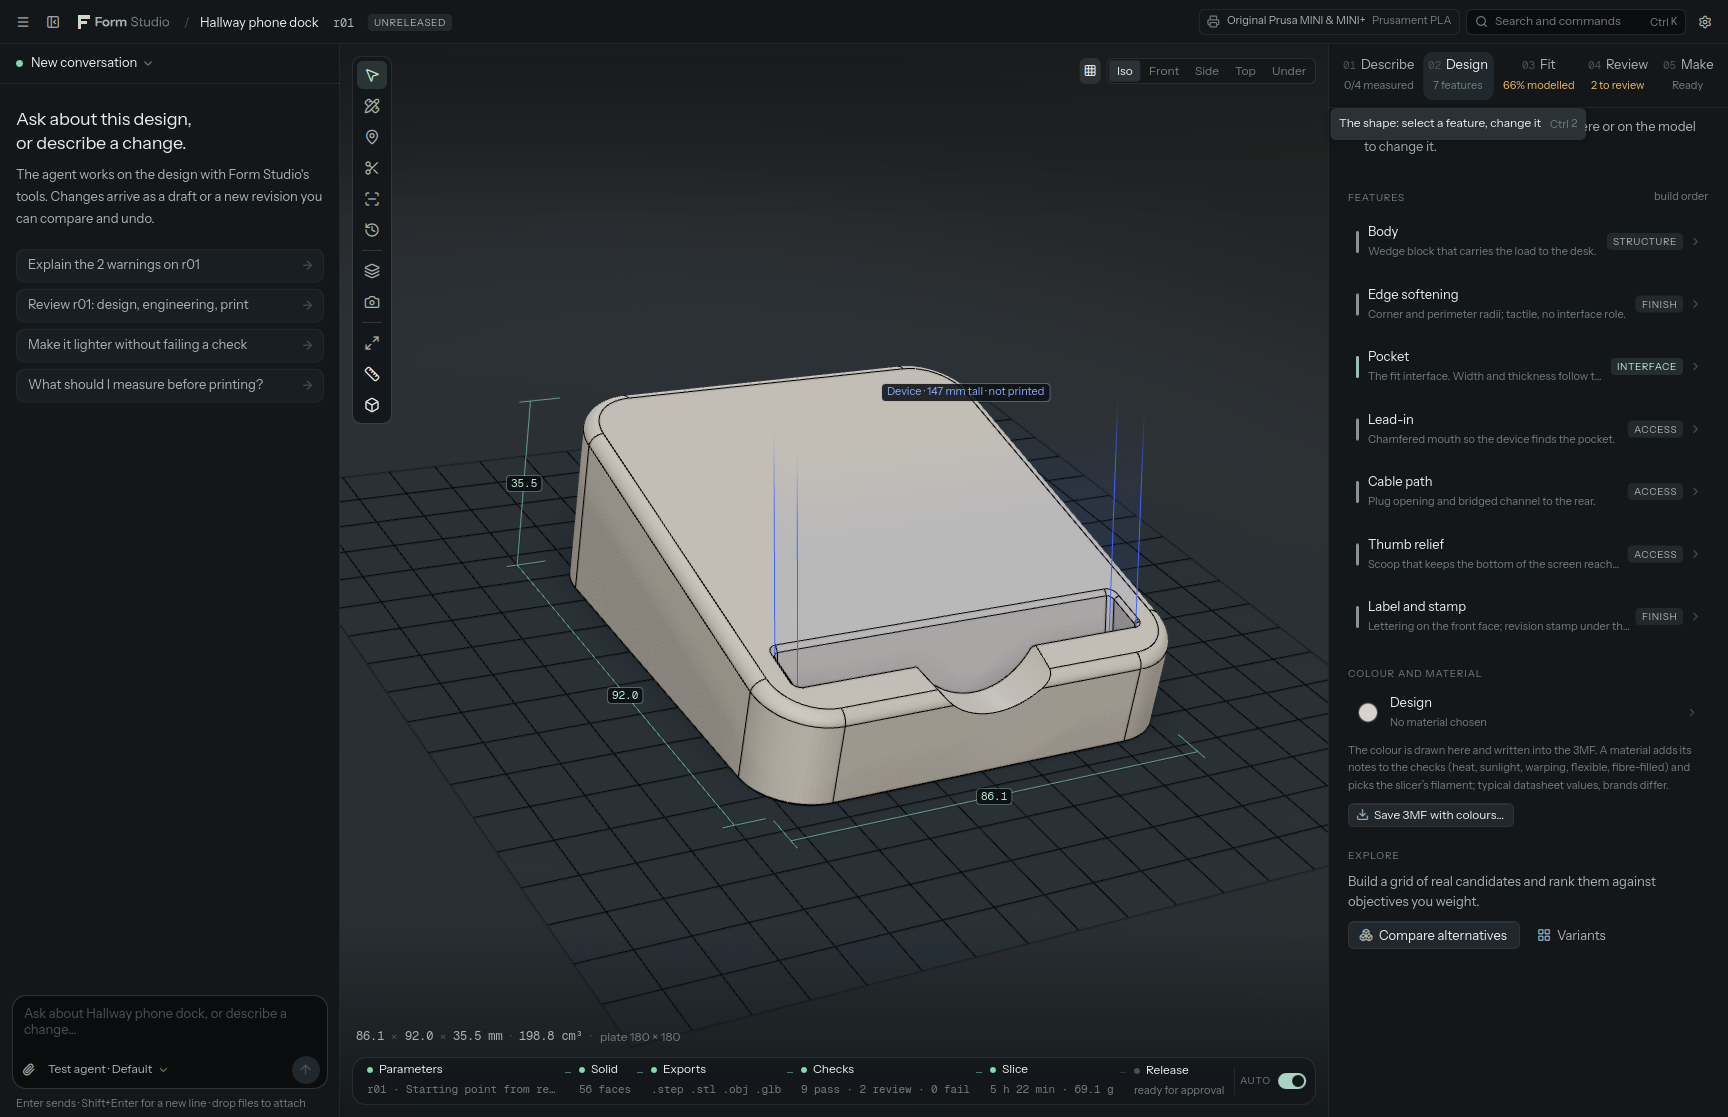 Form Studio / Hallway phone dock r01 UNRELEASED
Original Prusa MINI & MINI+ Prusament PLA
Search and commands Ctrl K
New conversation
Ask about this design,
or describe a change.
The agent works on the design with Form Studio's
tools. Changes arrive as a draft or a new revision you
can compare and undo.
Explain the 2 warnings on r01
Review r01: design, engineering, print
Make it lighter without failing a check
What should I measure before printing?
Ask about Hallway phone dock, or describe a
change...
Test agent · Default
Enter sends · Shift+Enter for a new line · drop files to attach
Iso Front Side Top Under
Device · 147 mm tall · not printed
35.5
92.0
86.1
86.1 × 92.0 × 35.5 mm · 198.8 cm³ · plate 180 × 180
Parameters
r01 · Starting point from re…
Solid
56 faces
Exports
.step .stl .obj .glb
Checks
9 pass · 2 review · 0 fail
Slice
5 h 22 min · 69.1 g
Release
ready for approval
AUTO
01 Describe
0/4 measured
02 Design
7 features
03 Fit
66% modelled
04 Review
2 to review
05 Make
Ready
The shape: select a feature, change it Ctrl 2
ere or on the model
to change it.
FEATURES build order
Body
Wedge block that carries the load to the desk.
STRUCTURE
Edge softening
Corner and perimeter radii; tactile, no interface role.
FINISH
Pocket
The fit interface. Width and thickness follow t…
INTERFACE
Lead-in
Chamfered mouth so the device finds the pocket.
ACCESS
Cable path
Plug opening and bridged channel to the rear.
ACCESS
Thumb relief
Scoop that keeps the bottom of the screen reach…
ACCESS
Label and stamp
Lettering on the front face; revision stamp under th…
FINISH
COLOUR AND MATERIAL
Design
No material chosen
The colour is drawn here and written into the 3MF. A material adds its
notes to the checks (heat, sunlight, warping, flexible, fibre-filled) and
picks the slicer's filament; typical datasheet values, brands differ.
Save 3MF with colours…
EXPLORE
Build a grid of real candidates and rank them against
objectives you weight.
Compare alternatives
Variants